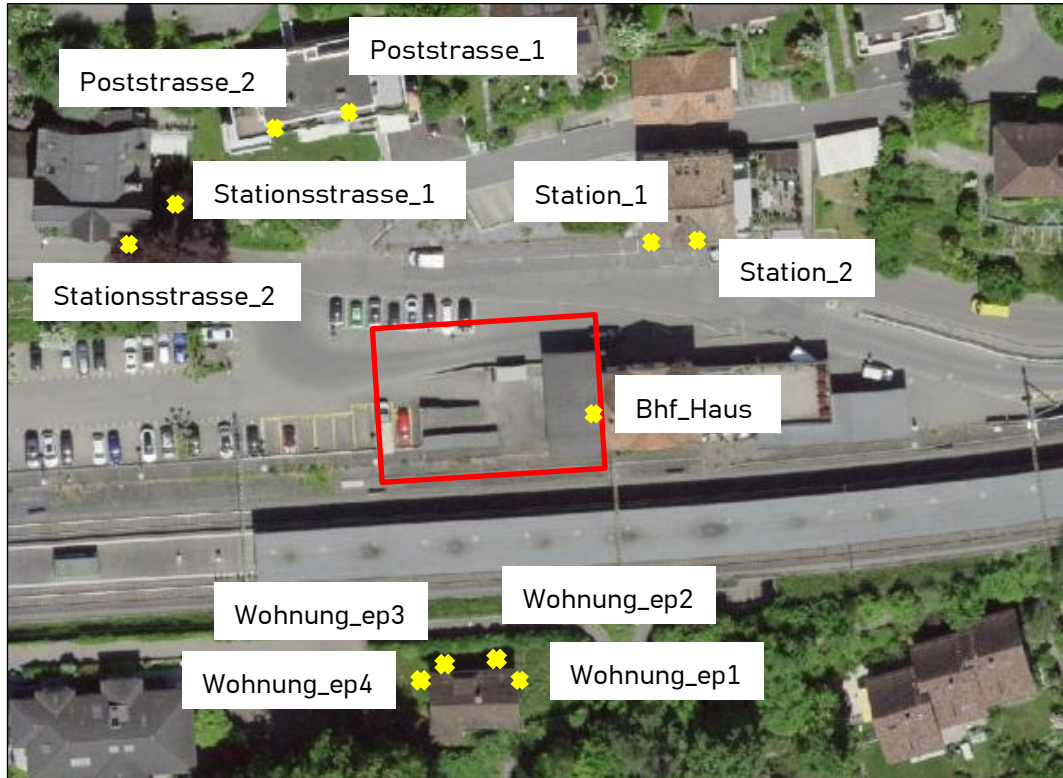 Poststrasse_1
Poststrasse_2
Stationsstrasse_1
Station_1
Stationsstrasse_2
Station_2
Bhf_Haus
Wohnung_ep2
Wohnung_ep3
Wohnung_ep4
Wohnung_ep1